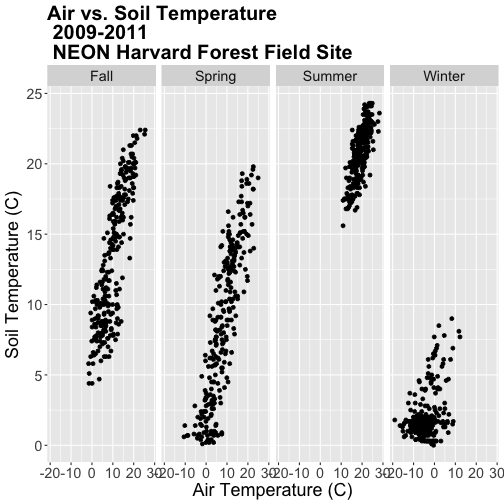 Air vs. Soil Temperature
2009-2011
NEON Harvard Forest Field Site
Fall Spring Summer Winter
25
20
15
10
5
0
Soil Temperature (C)
-20 -10 0 10 20 30 -20 -10 0 10 20 30 -20 -10 0 10 20 30 -20 -10 0 10 20 30
Air Temperature (C)